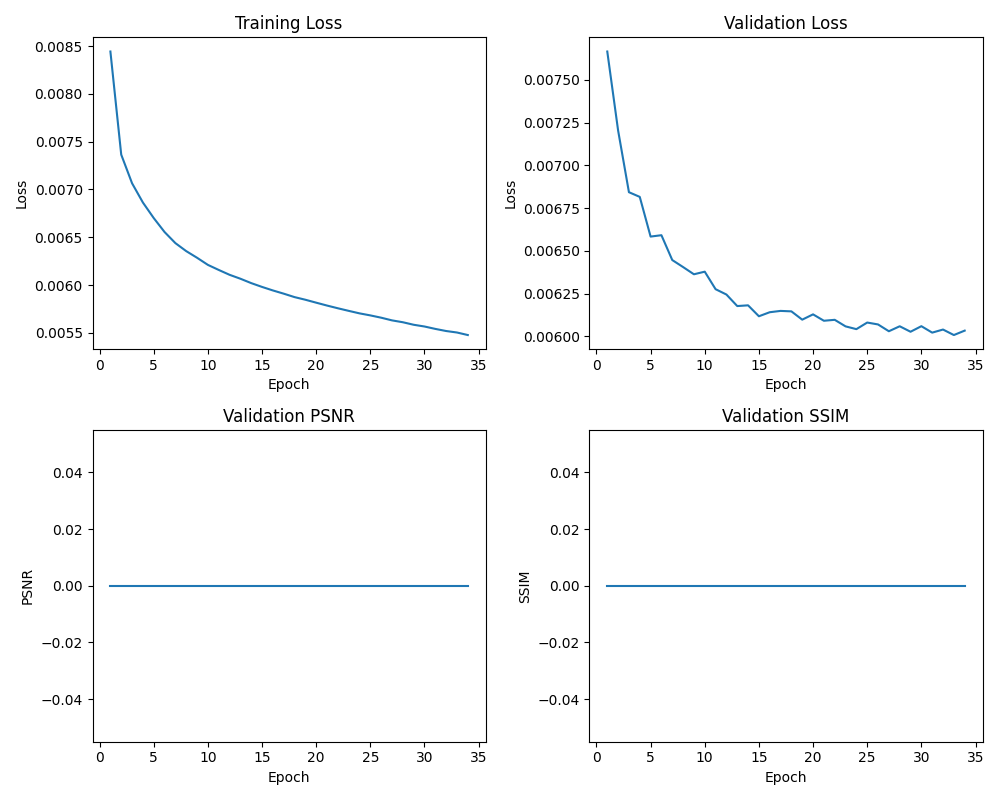 Training Loss
0.0085
0.0080
0.0075
0.0070
0.0065
0.0060
0.0055
Loss
0 5 10 15 20 25 30 35
Epoch
Validation Loss
0.00750
0.00725
0.00700
0.00675
0.00650
0.00625
0.00600
Loss
0 5 10 15 20 25 30 35
Epoch
Validation PSNR
0.04
0.02
0.00
−0.02
−0.04
PSNR
0 5 10 15 20 25 30 35
Epoch
Validation SSIM
0.04
0.02
0.00
−0.02
−0.04
SSIM
0 5 10 15 20 25 30 35
Epoch